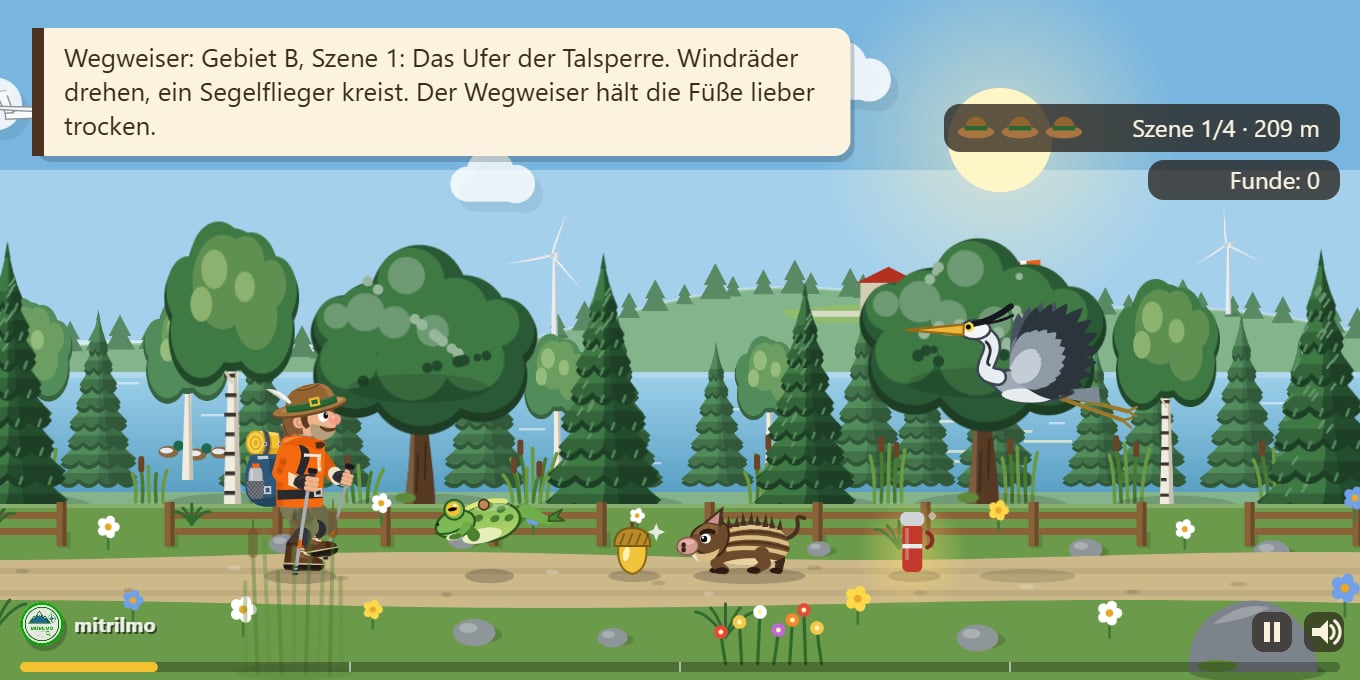 Wegweiser: Gebiet B, Szene 1: Das Ufer der Talsperre. Windräder
drehen, ein Segelflieger kreist. Der Wegweiser hält die Füße lieber
trocken.
Szene 1/4 · 209 m
Funde: 0
mitrilmo